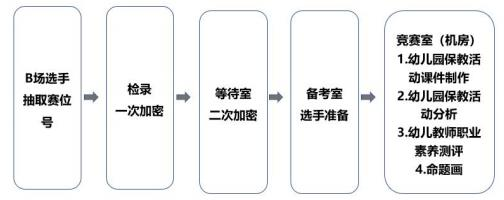 B场选手
抽取赛位
号
检录
一次加密
等待室
二次加密
备考室
选手准备
竞赛室（机房）
1.幼儿园保教活
动课件制作
2.幼儿园保教活
动分析
3.幼儿教师职业
素养测评
4.命题画